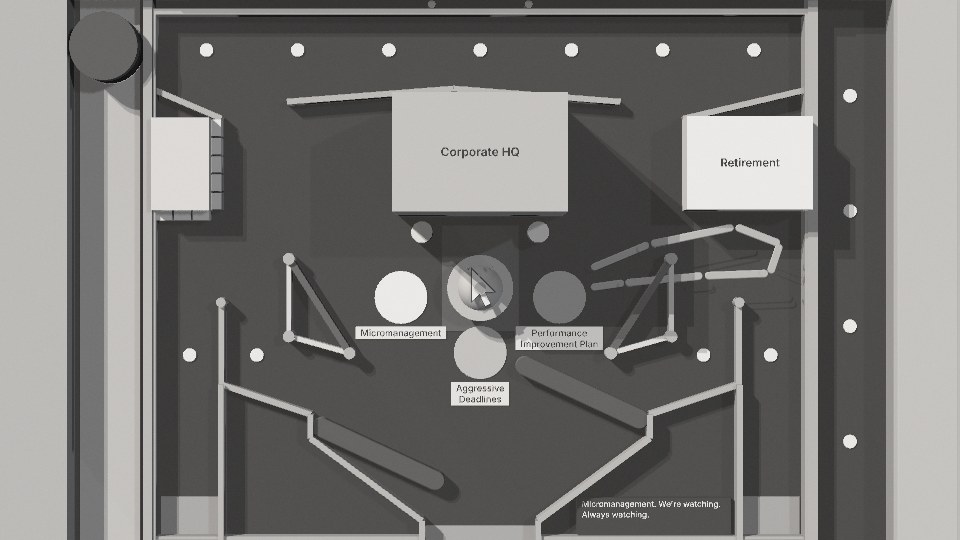 Corporate HQ
Retirement
Micromanagement
Performance
Improvement Plan
Aggressive
Deadlines
Micromanagement. We're watching.
Always watching.